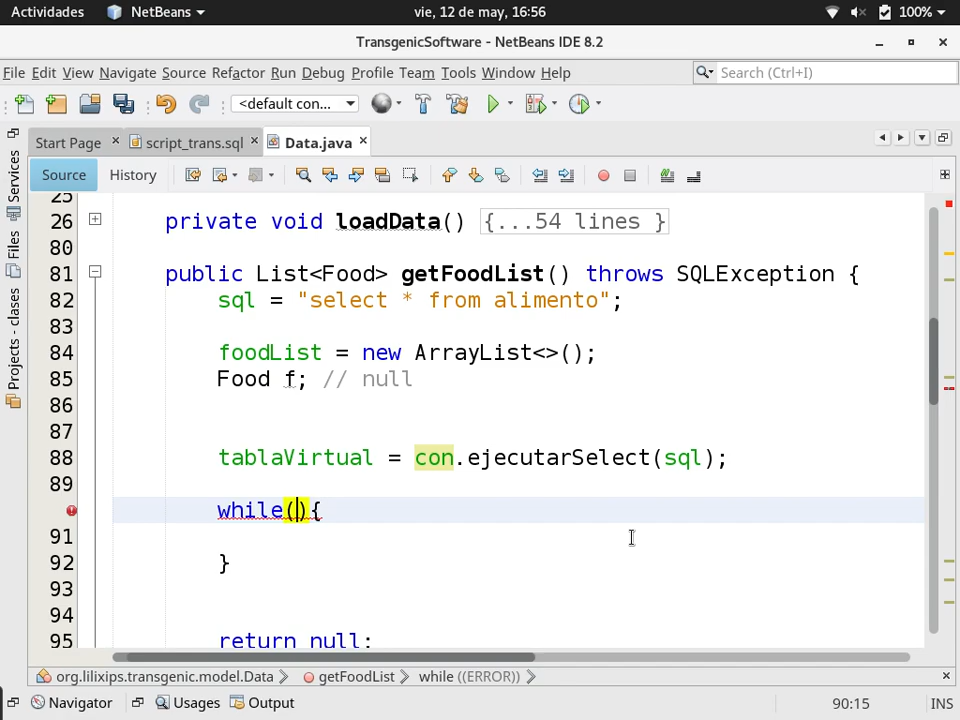 Actividades NetBeans vie, 12 de may, 16:56 100%
TransgenicSoftware - NetBeans IDE 8.2
File Edit View Navigate Source Refactor Run Debug Profile Team Tools Window Help Search (Ctrl+I)
<default con...
Start Page script_trans.sql Data.java
Source History
Services
Files
Projects - clases
25
26 private void loadData() {...54 lines }
80
81 public List<Food> getFoodList() throws SQLException {
82 sql = "select * from alimento";
83
84 foodList = new ArrayList<>();
85 Food f; // null
86
87
88 tablaVirtual = con.ejecutarSelect(sql);
89
while(){
91
92 }
93
94
95 return null;
org.lilixips.transgenic.model.Data getFoodList while ((ERROR))
Navigator Usages Output 90:15 INS